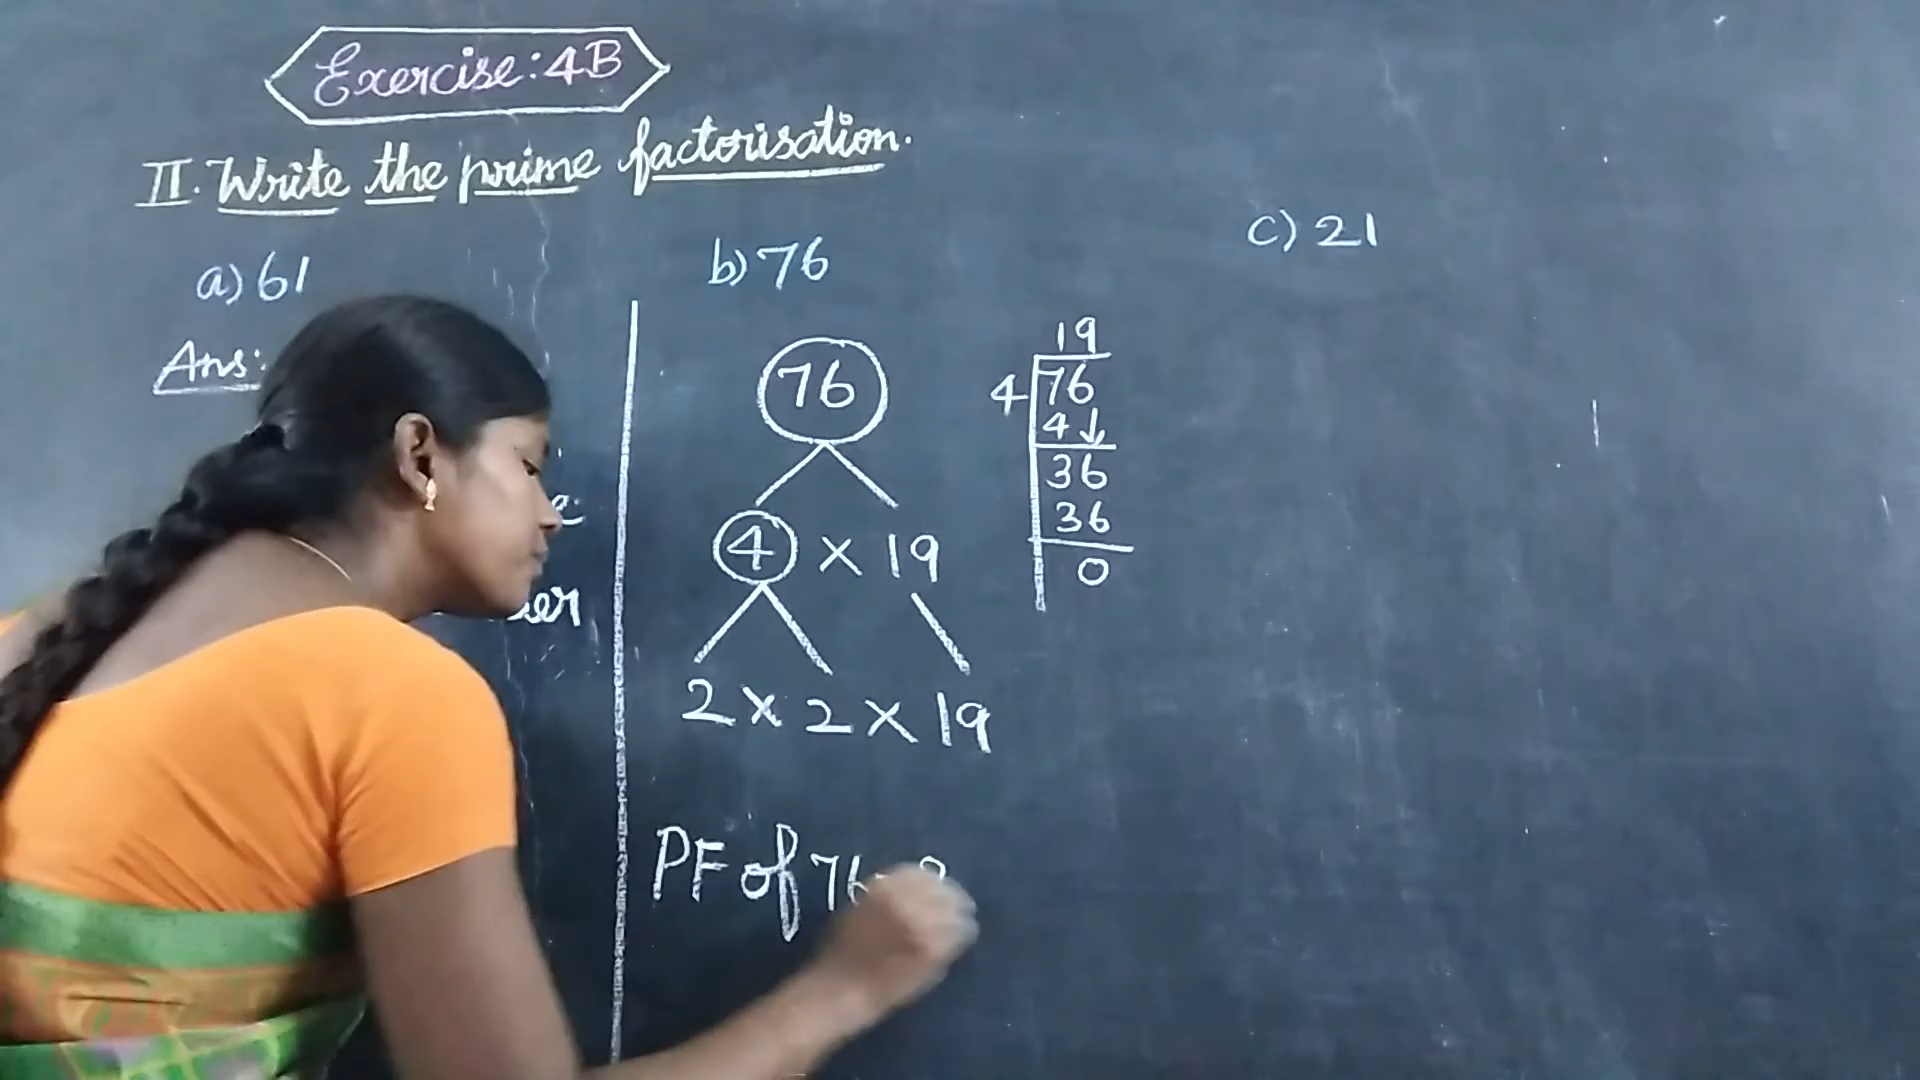 Exercise: 4B
II. Write the prime factorisation.
a) 61
Ans:
b) 76
76
4 × 19
2 × 2 × 19
PF of 76 = 2
19
4 76
4↓
36
36
0
c) 21